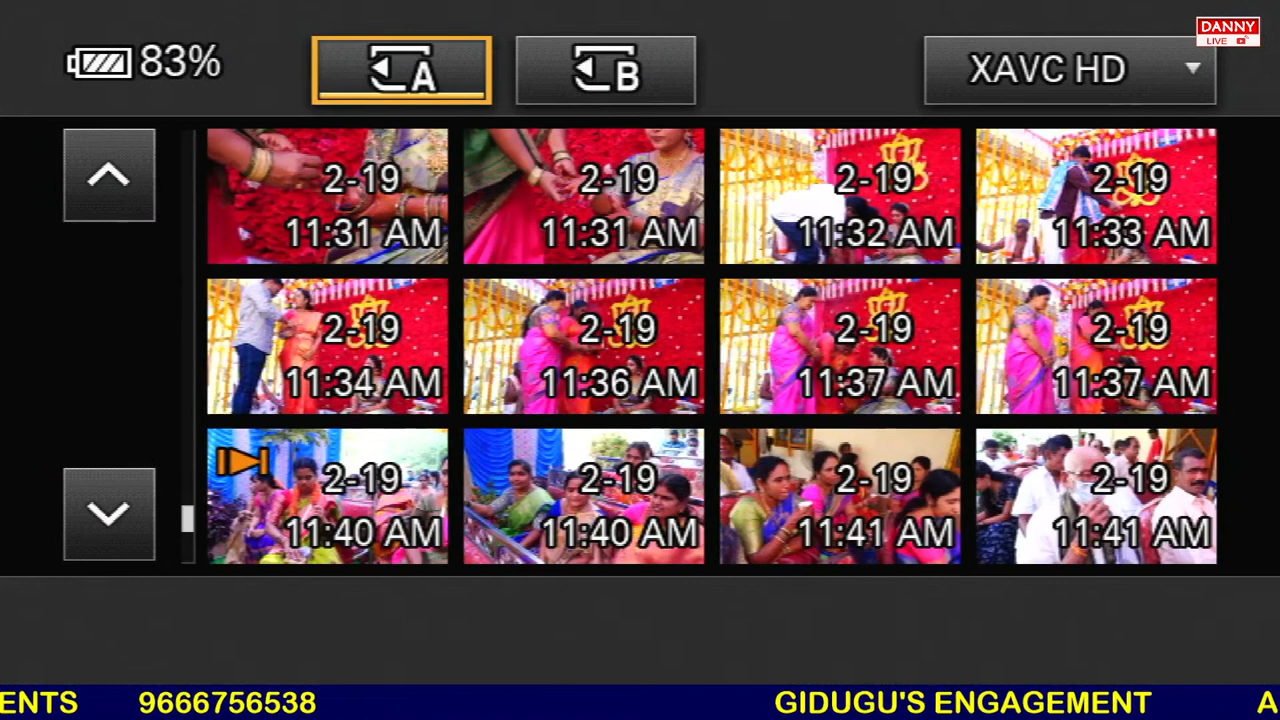 DANNY
LIVE
83%
A
B
XAVC HD
2-19
11:31 AM
2-19
11:31 AM
2-19
11:32 AM
2-19
11:33 AM
2-19
11:34 AM
2-19
11:36 AM
2-19
11:37 AM
2-19
11:37 AM
2-19
11:40 AM
2-19
11:40 AM
2-19
11:41 AM
2-19
11:41 AM
ENTS 9666756538 GIDUGU'S ENGAGEMENT A